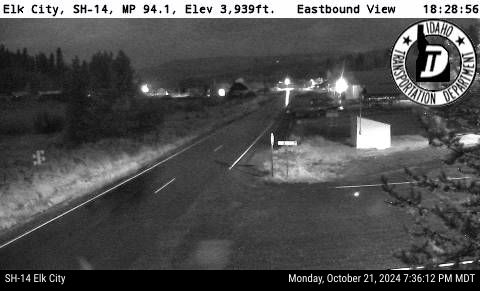 Elk City, SH-14, MP 94.1, Elev 3,939ft. Eastbound View 18:28:56
IDAHO
TRANSPORTATION DEPARTMENT
SH-14 Elk City Monday, October 21, 2024 7:36:12 PM MDT